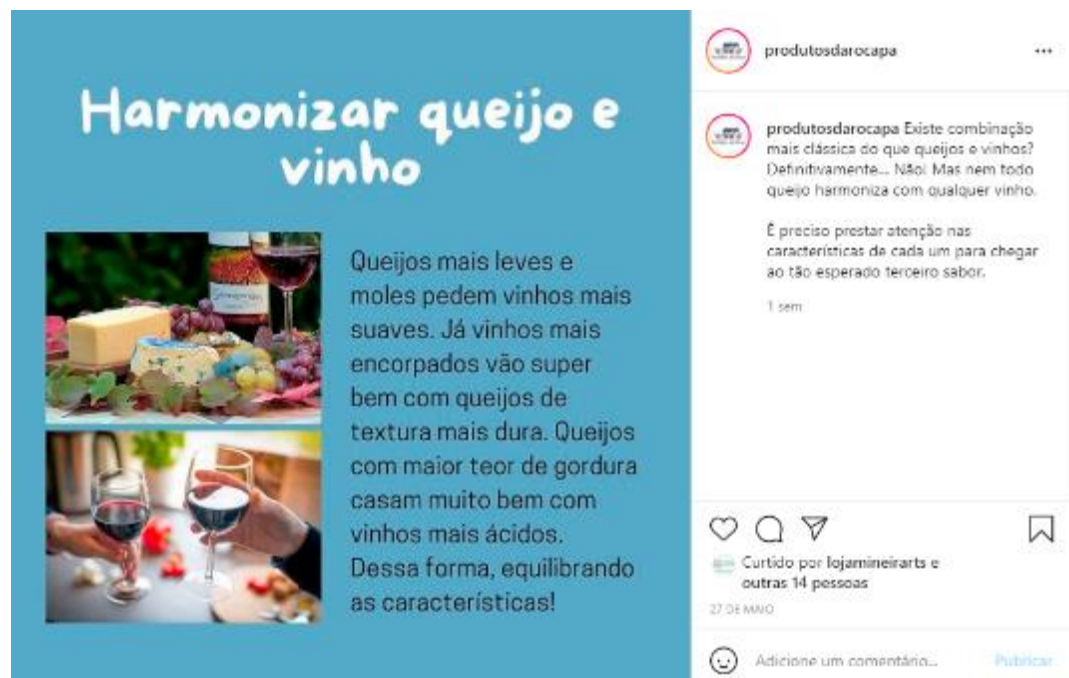 Harmonizar queijo e
vinho
Queijos mais leves e
moles pedem vinhos mais
suaves. Já vinhos mais
encorpados vão super
bem com queijos de
textura mais dura. Queijos
com maior teor de gordura
casam muito bem com
vinhos mais ácidos.
Dessa forma, equilibrando
as características!
produtosdarocapa
produtosdarocapa Existe combinação
mais clássica do que queijos e vinhos?
Definitivamente... Não! Mas nem todo
queijo harmoniza com qualquer vinho.
É preciso prestar atenção nas
características de cada um para chegar
ao tão esperado terceiro sabor.
1 sem
Curtido por lojamineirarts e
outras 14 pessoas
27 DE MAIO
Adicione um comentário...
Publicar